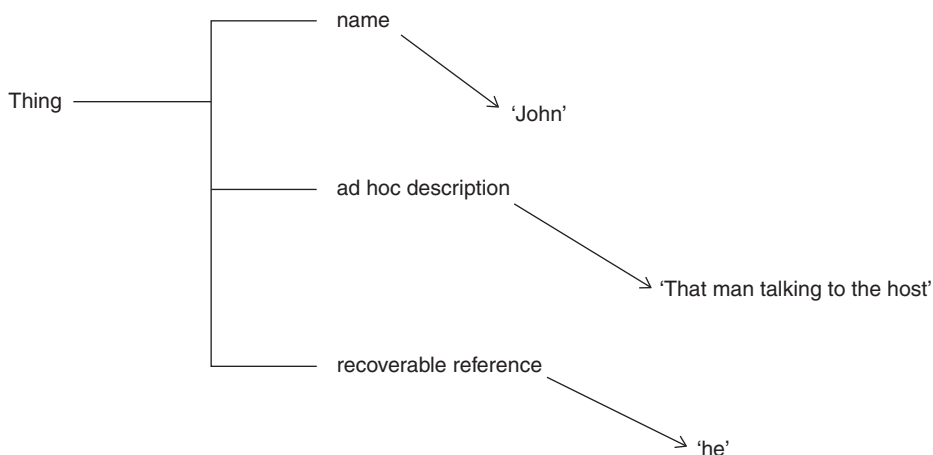 name
Thing
‘John’
ad hoc description
‘That man talking to the host’
recoverable reference
‘he’